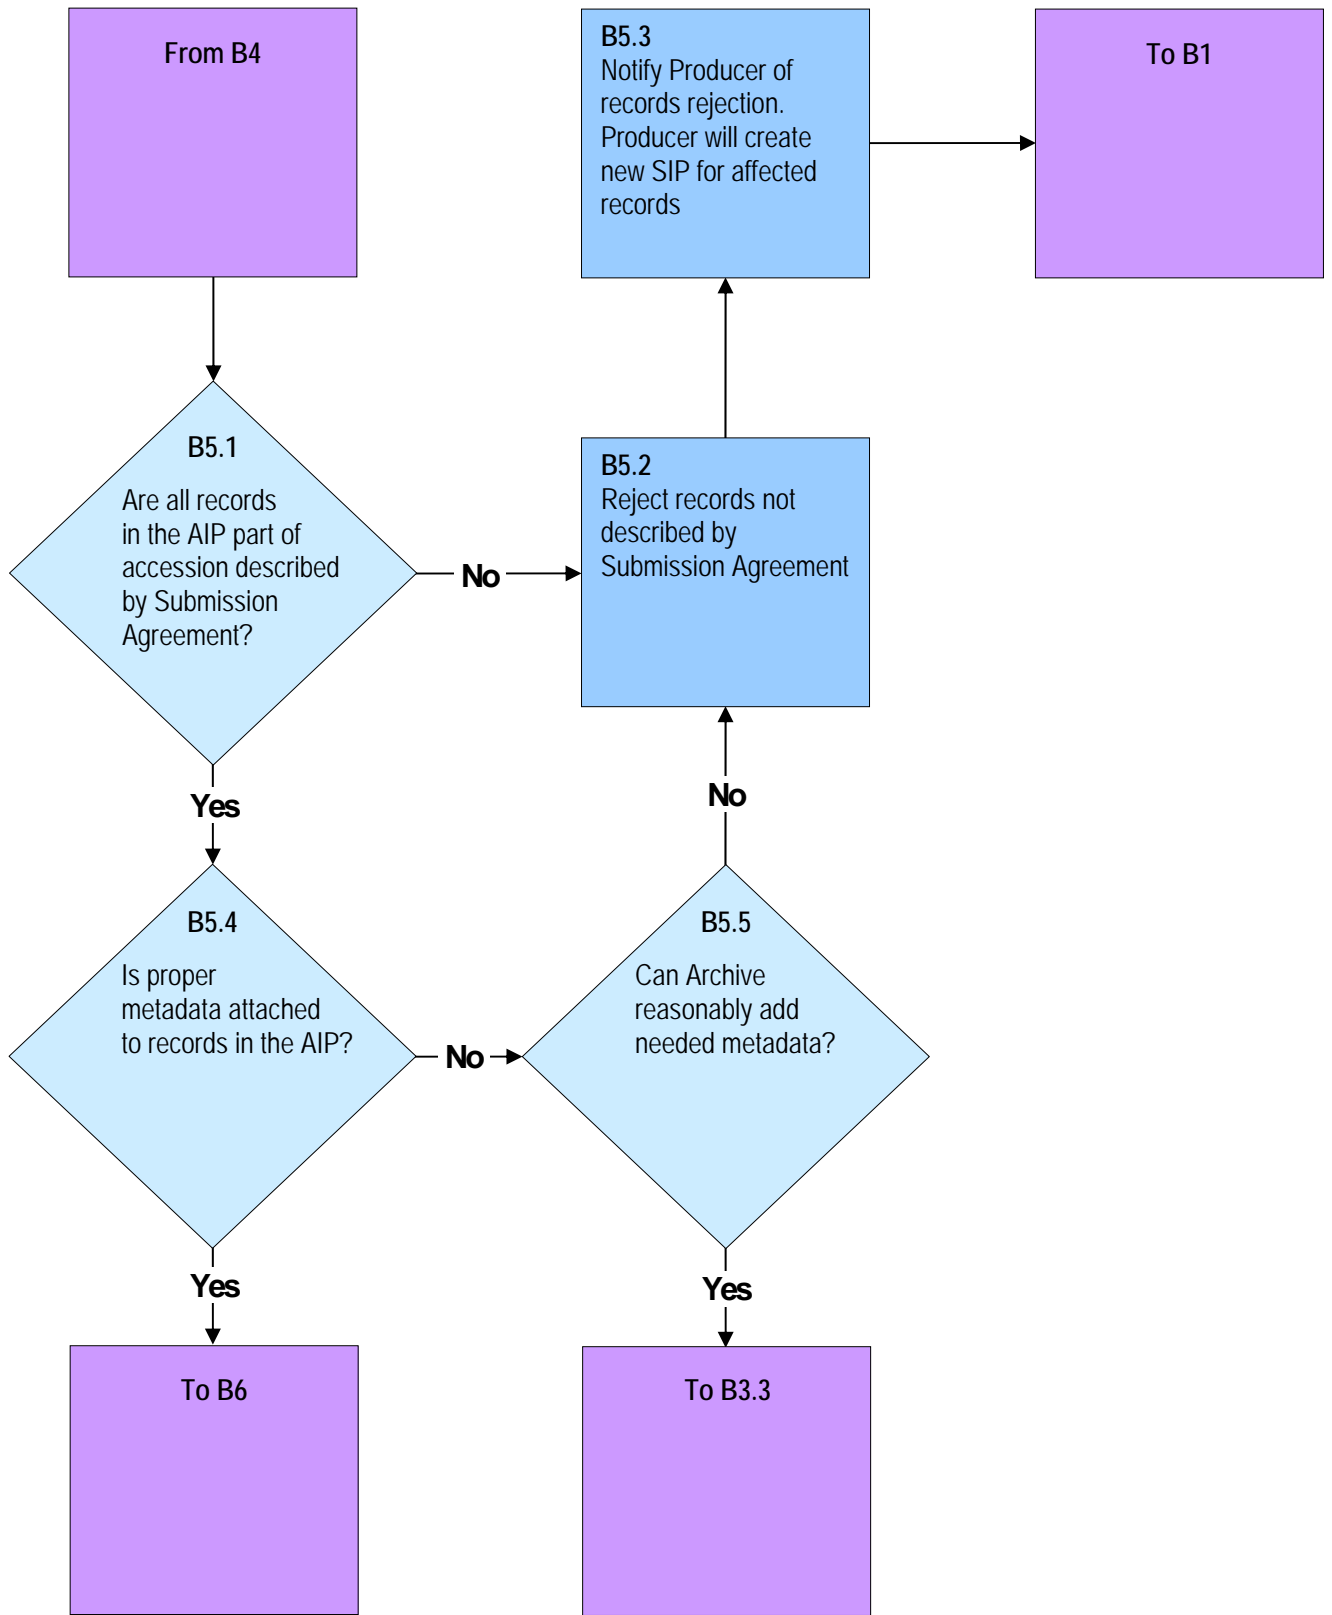 From B4
B5.3
Notify Producer of
records rejection.
Producer will create
new SIP for affected
records
To B1
B5.1
Are all records
in the AIP part of
accession described
by Submission
Agreement?
No
B5.2
Reject records not
described by
Submission Agreement
Yes
No
B5.4
Is proper
metadata attached
to records in the AIP?
No
B5.5
Can Archive
reasonably add
needed metadata?
Yes
Yes
To B6
To B3.3